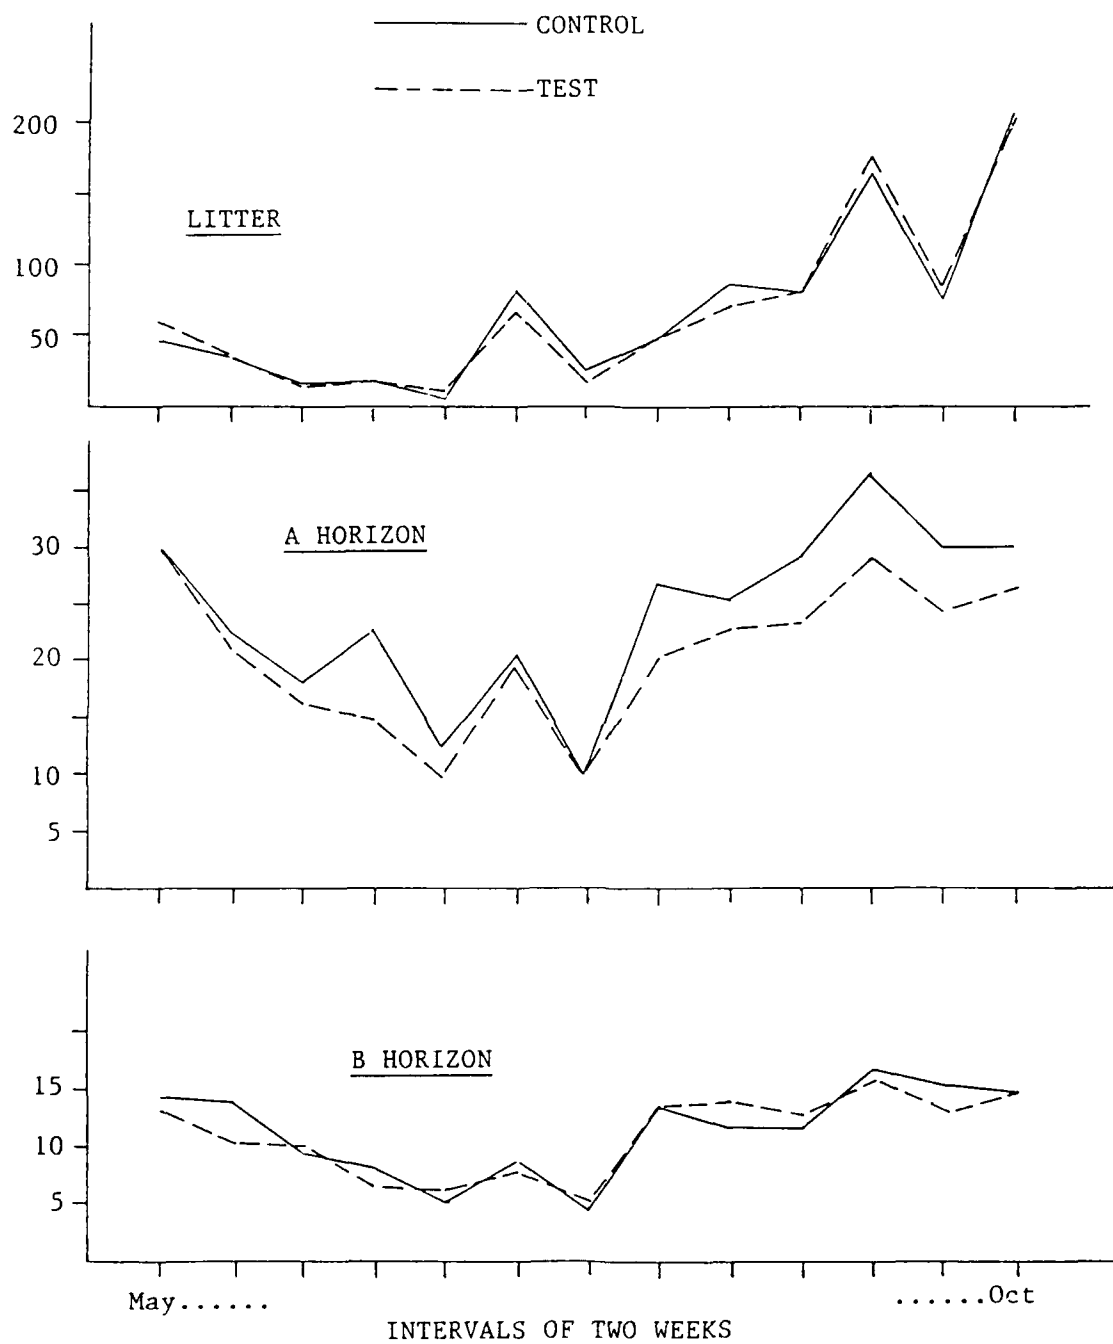 CONTROL
TEST
200
LITTER
100
50
A HORIZON
30
20
10
5
B HORIZON
15
10
5
May...... ......Oct
INTERVALS OF TWO WEEKS